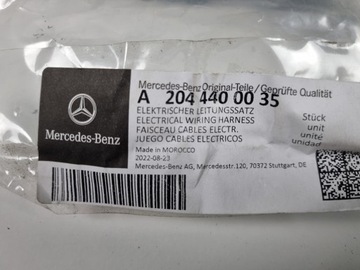 Mercedes-Benz Original-Teile/Geprüfte Qualität
A 204 440 00 35
ELEKTRISCHER LEITUNGSSATZ
ELECTRICAL WIRING HARNESS
FAISCEAU CABLES ELECTR.
JUEGO CABLES ELECTRICOS
Stück
unit
unité
unidad
Made in MOROCCO
2022-08-23
Mercedes-Benz AG, Mercedesstr.120, 70372 Stuttgart, DE
Mercedes-Benz